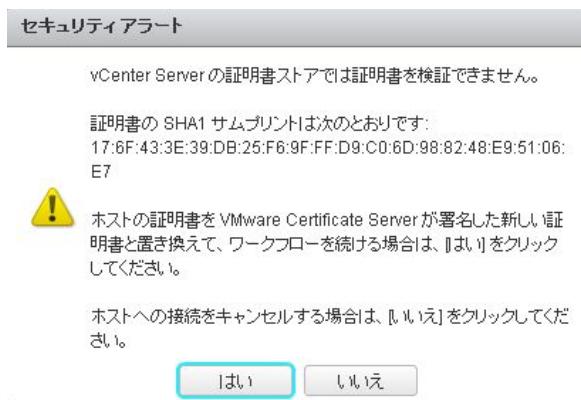 セキュリティ アラート
vCenter Server の証明書ストアでは証明書を検証できません。
証明書の SHA1 サムプリントは次のとおりです:
17:6F:43:3E:39:DB:25:F6:9F:FF:D9:C0:6D:98:82:48:E9:51:06:
E7
ホストの証明書を VMware Certificate Server が署名した新しい証
明書と置き換えて、ワークフローを続ける場合は、[はい] をクリック
してください。
ホストへの接続をキャンセルする場合は、[いいえ] をクリックしてくだ
さい。
はい
いいえ